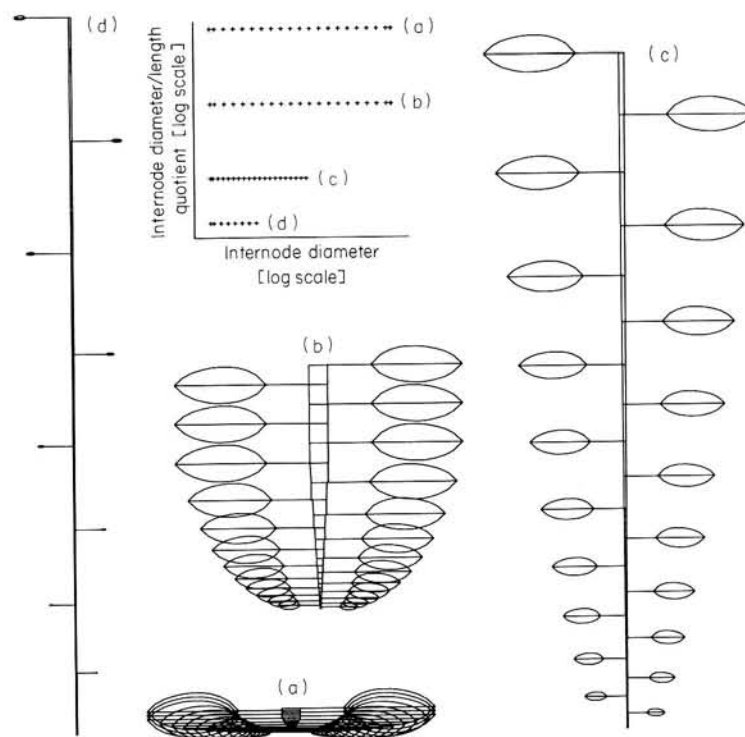 (d)
Internode diameter/length
quotient [log scale]
(a)
(b)
(c)
(d)
Internode diameter
[log scale]
(c)
(b)
(a)